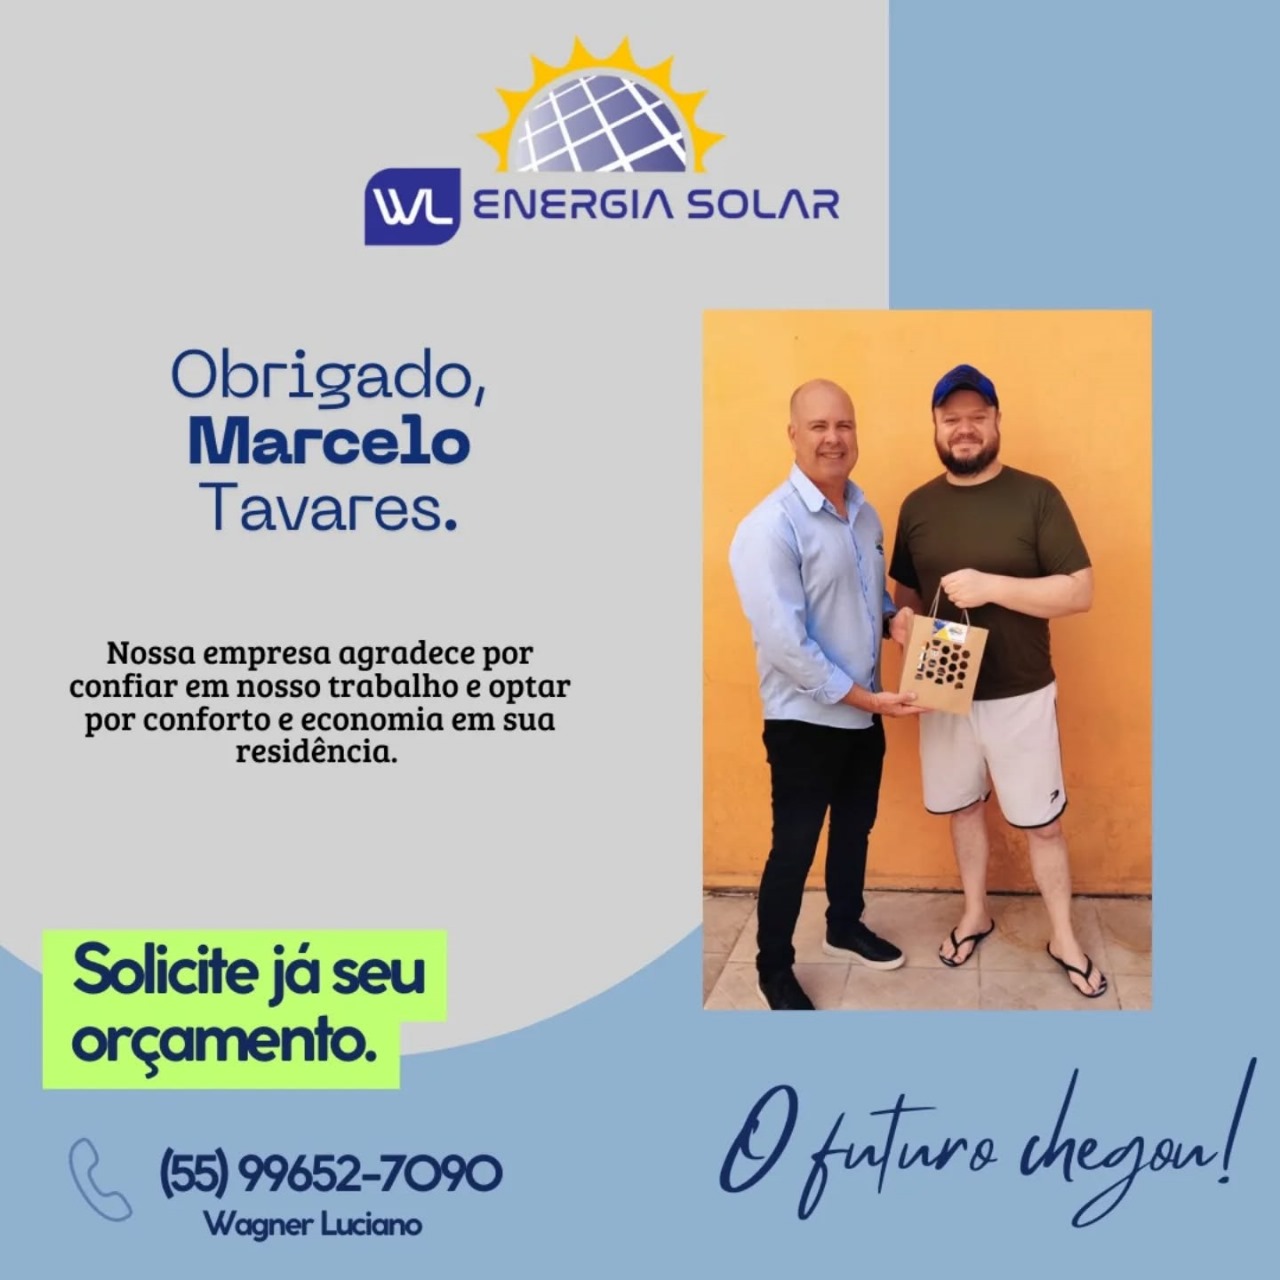 WL ENERGIA SOLAR
Obrigado,
Marcelo
Tavares.
Nossa empresa agradece por
confiar em nosso trabalho e optar
por conforto e economia em sua
residência.
Solicite já seu
orçamento.
(55) 99652-7090
Wagner Luciano
O futuro chegou!